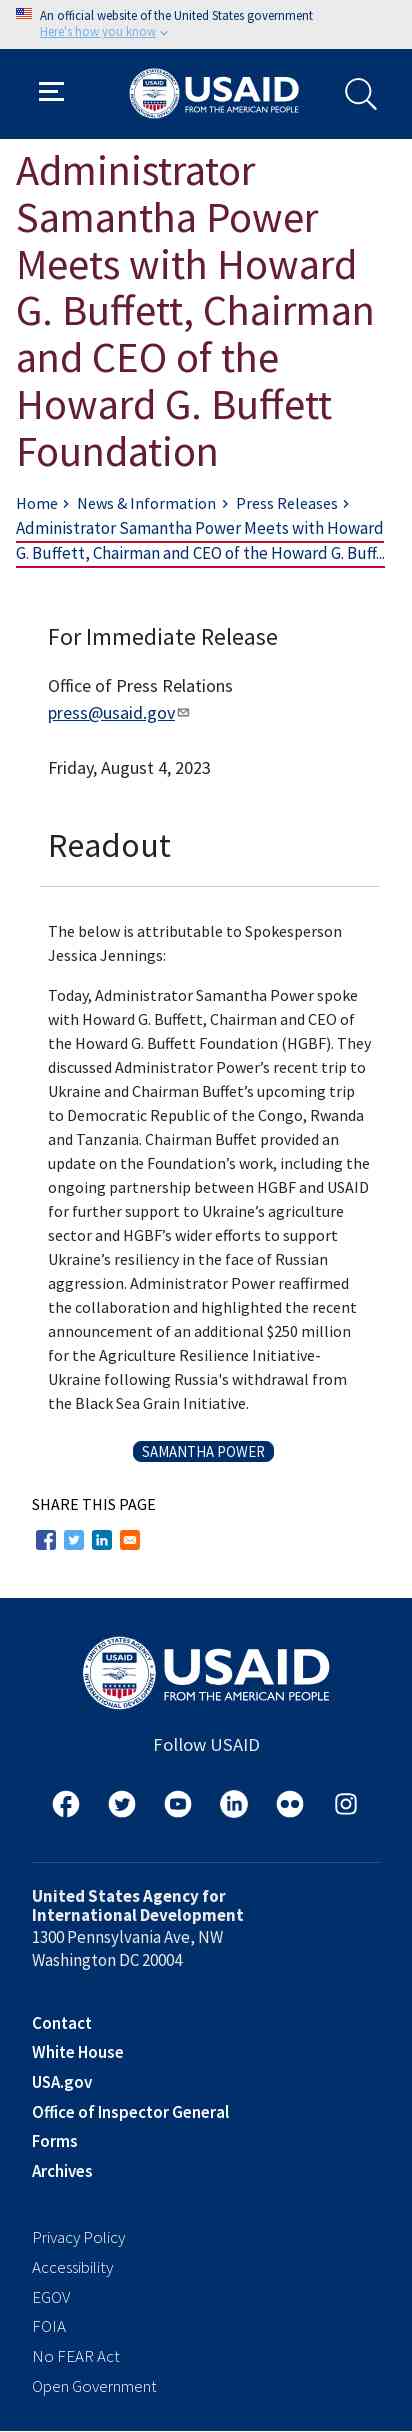 An official website of the United States government
Here's how you know
USAID
FROM THE AMERICAN PEOPLE
Administrator
Samantha Power
Meets with Howard
G. Buffett, Chairman
and CEO of the
Howard G. Buffett
Foundation
Home > News & Information > Press Releases >
Administrator Samantha Power Meets with Howard
G. Buffett, Chairman and CEO of the Howard G. Buff...
For Immediate Release
Office of Press Relations
press@usaid.gov
Friday, August 4, 2023
Readout
The below is attributable to Spokesperson
Jessica Jennings:
Today, Administrator Samantha Power spoke
with Howard G. Buffett, Chairman and CEO of
the Howard G. Buffett Foundation (HGBF). They
discussed Administrator Power’s recent trip to
Ukraine and Chairman Buffet’s upcoming trip
to Democratic Republic of the Congo, Rwanda
and Tanzania. Chairman Buffet provided an
update on the Foundation’s work, including the
ongoing partnership between HGBF and USAID
for further support to Ukraine’s agriculture
sector and HGBF’s wider efforts to support
Ukraine’s resiliency in the face of Russian
aggression. Administrator Power reaffirmed
the collaboration and highlighted the recent
announcement of an additional $250 million
for the Agriculture Resilience Initiative-
Ukraine following Russia's withdrawal from
the Black Sea Grain Initiative.
SAMANTHA POWER
SHARE THIS PAGE
UNITED STATES AGENCY
INTERNATIONAL DEVELOPMENT
USAID
USAID
FROM THE AMERICAN PEOPLE
Follow USAID
United States Agency for
International Development
1300 Pennsylvania Ave, NW
Washington DC 20004
Contact
White House
USA.gov
Office of Inspector General
Forms
Archives
Privacy Policy
Accessibility
EGOV
FOIA
No FEAR Act
Open Government